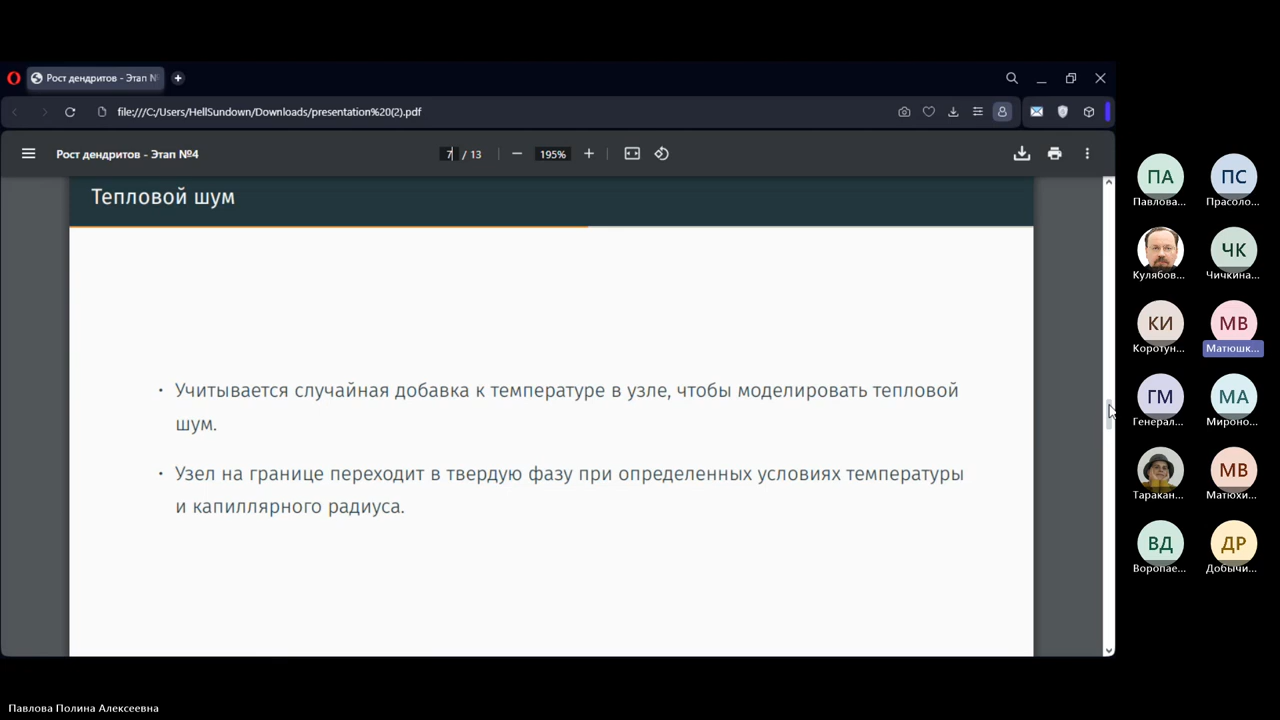 Рост дендритов - Этап №
file:///C:/Users/HellSundown/Downloads/presentation%20(2).pdf
Рост дендритов - Этап №4
7 / 13
195%
Тепловой шум
• Учитывается случайная добавка к температуре в узле, чтобы моделировать тепловой
шум.
• Узел на границе переходит в твердую фазу при определенных условиях температуры
и капиллярного радиуса.
ПА
ПС
Павлова...
Прасоло...
ЧК
Кулябов...
Чичкина...
КИ
МВ
Коротун...
Матюшк...
ГМ
МА
Генерал...
Мироно...
МВ
Таракан...
Матюхи...
ВД
ДР
Воропае...
Добычи...
Павлова Полина Алексеевна